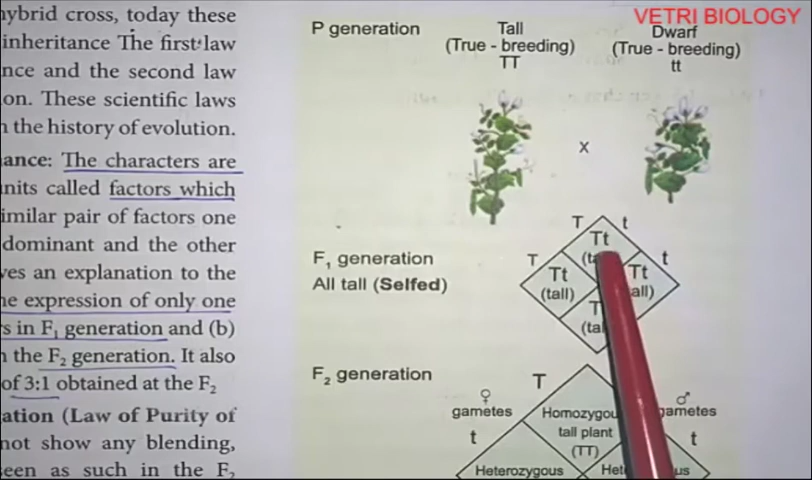 VETRI BIOLOGY
hybrid cross, today these
inheritance The first law
nce and the second law
on. These scientific laws
n the history of evolution.
ance: The characters are
nits called factors which
imilar pair of factors one
dominant and the other
ves an explanation to the
he expression of only one
s in F₁ generation and (b)
n the F₂ generation. It also
of 3:1 obtained at the F₂
ation (Law of Purity of
not show any blending,
seen as such in the F₂
P generation
Tall
(True - breeding)
TT
Dwarf
(True - breeding)
tt
x
F₁ generation
All tall (Selfed)
T t
Tt
T t
Tt Tt
(tall)
F₂ generation
T
♀ ♂
gametes
t t
Homozygou
tall plant
(TT)
Heterozygous